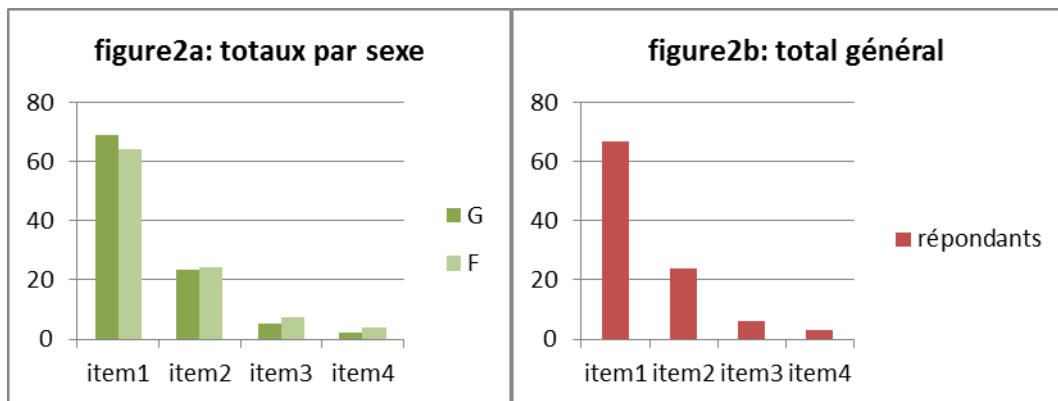 figure2a: totaux par sexe
80
60
40
20
0
item1 item2 item3 item4
G
F
figure2b: total général
80
60
40
20
0
item1 item2 item3 item4
répondants